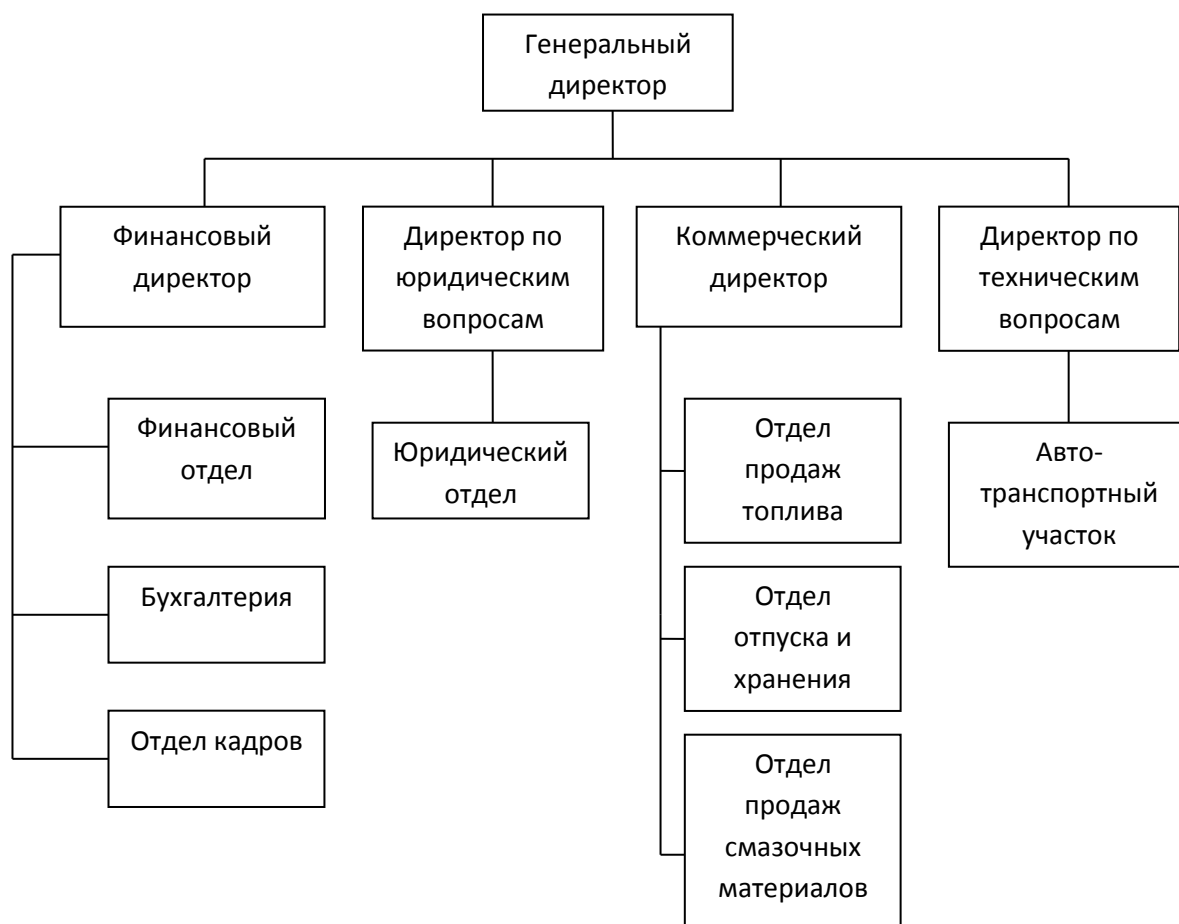 Генеральный
директор
Финансовый
директор
Директор по
юридическим
вопросам
Коммерческий
директор
Директор по
техническим
вопросам
Финансовый
отдел
Бухгалтерия
Отдел кадров
Юридический
отдел
Отдел
продаж
топлива
Отдел
отпуска и
хранения
Отдел
продаж
смазочных
материалов
Авто-
транспортный
участок